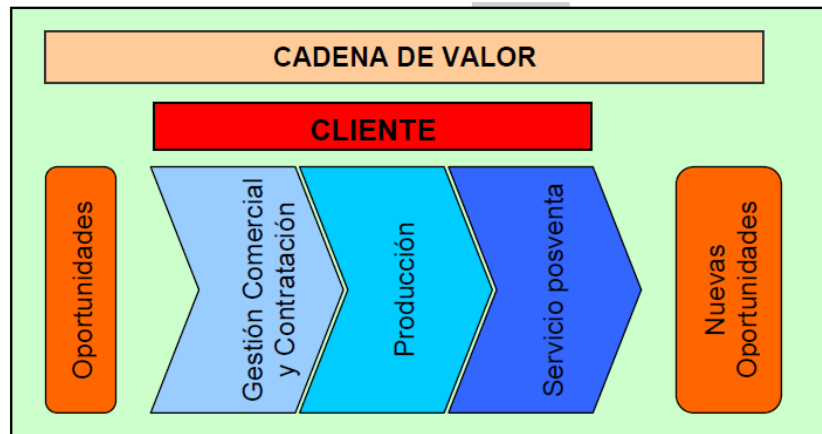 CADENA DE VALOR
CLIENTE
Oportunidades
Gestión Comercial
y Contratación
Producción
Servicio posventa
Nuevas
Oportunidades